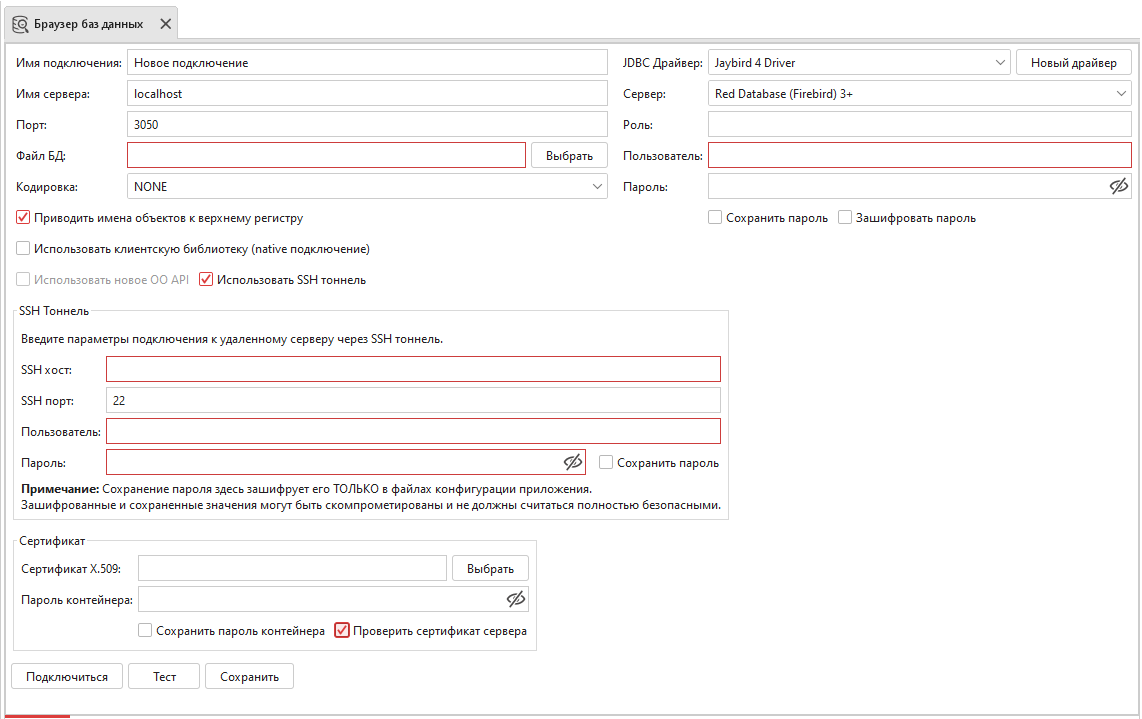 Браузер баз данных
Имя подключения: Новое подключение JDBC Драйвер: Jaybird 4 Driver Новый драйвер
Имя сервера: localhost Сервер: Red Database (Firebird) 3+
Порт: 3050 Роль:
Файл БД: Выбрать Пользователь:
Кодировка: NONE Пароль:
Приводить имена объектов к верхнему регистру Сохранить пароль Зашифровать пароль
Использовать клиентскую библиотеку (native подключение)
Использовать новое OO API Использовать SSH тоннель
SSH Тоннель
Введите параметры подключения к удаленному серверу через SSH тоннель.
SSH хост:
SSH порт: 22
Пользователь:
Пароль: Сохранить пароль
Примечание: Сохранение пароля здесь зашифрует его ТОЛЬКО в файлах конфигурации приложения.
Зашифрованные и сохраненные значения могут быть скомпрометированы и не должны считаться полностью безопасными.
Сертификат
Сертификат X.509: Выбрать
Пароль контейнера:
Сохранить пароль контейнера Проверить сертификат сервера
Подключиться Тест Сохранить